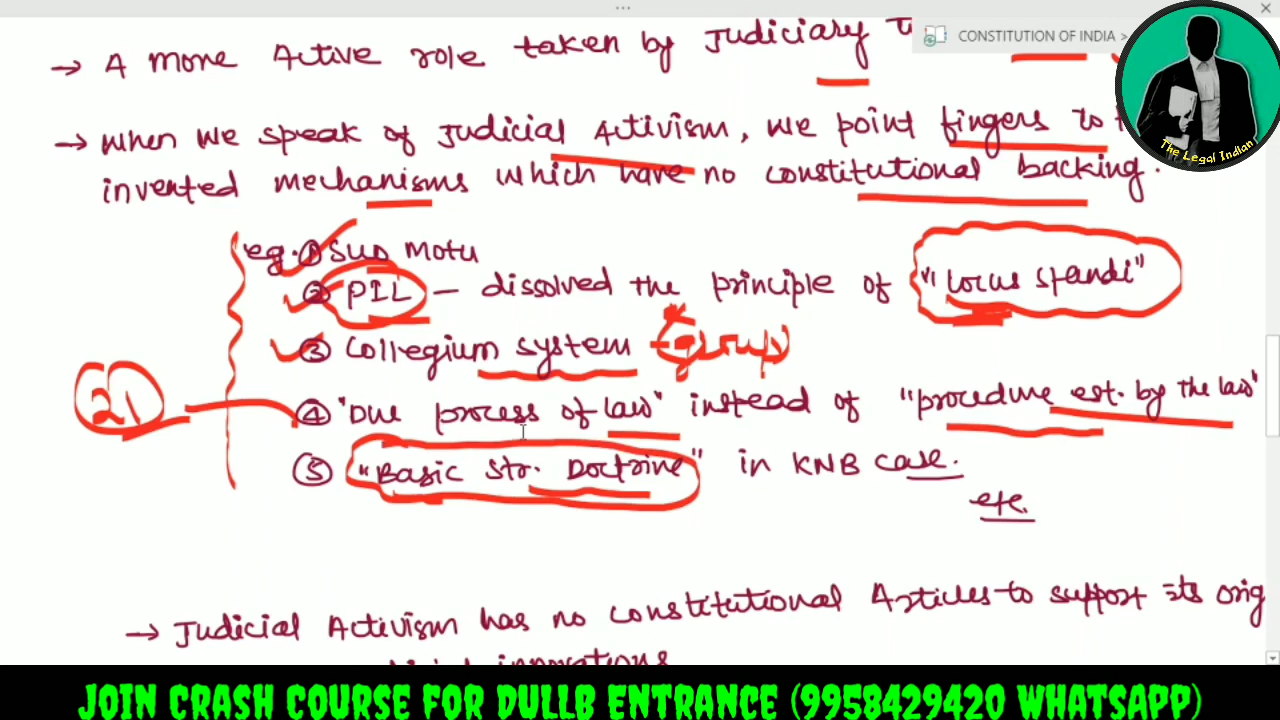 CONSTITUTION OF INDIA >
The Legal Indian
→ A more Active role taken by Judiciary
→ When we speak of Judicial Activism, we point fingers to
invented mechanisms which have no constitutional backing.
eg. ① Suo Motu
② PIL — dissolved the principle of "locus standi"
③ Collegium system - group
21
④ "Due process of law" instead of "procedure est. by the law"
⑤ "Basic Str. Doctrine" in KNB case.
etc.
→ Judicial Activism has no constitutional Articles to support its orig
innovations
JOIN CRASH COURSE FOR DULLB ENTRANCE (9958429420 WHATSAPP)